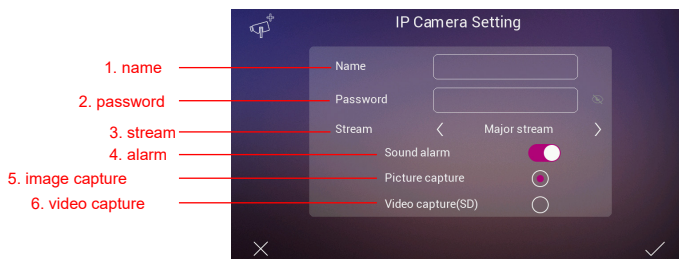 IP Camera Setting
1. name
Name
2. password
Password
3. stream
Stream
Major stream
4. alarm
Sound alarm
5. image capture
Picture capture
6. video capture
Video capture(SD)